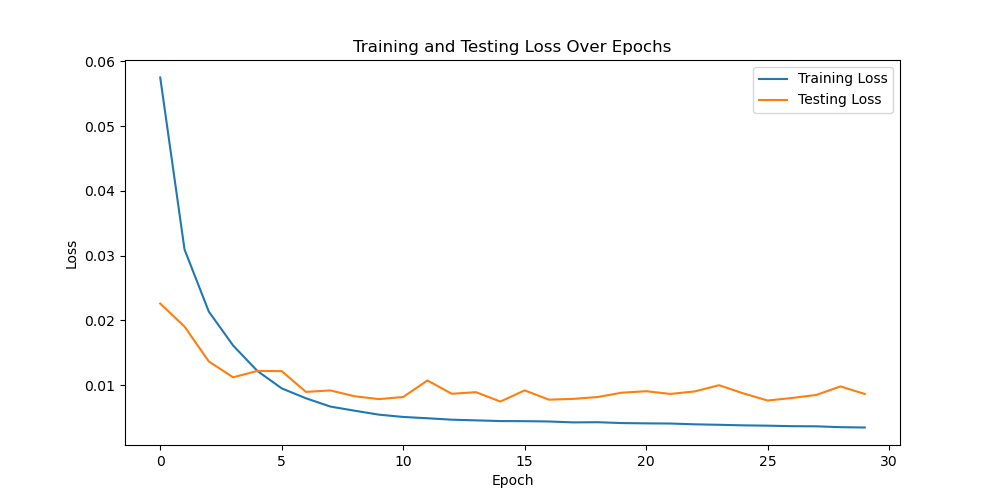 Training and Testing Loss Over Epochs
Training Loss
Testing Loss
0.06
0.05
0.04
0.03
0.02
0.01
Loss
0 5 10 15 20 25 30
Epoch